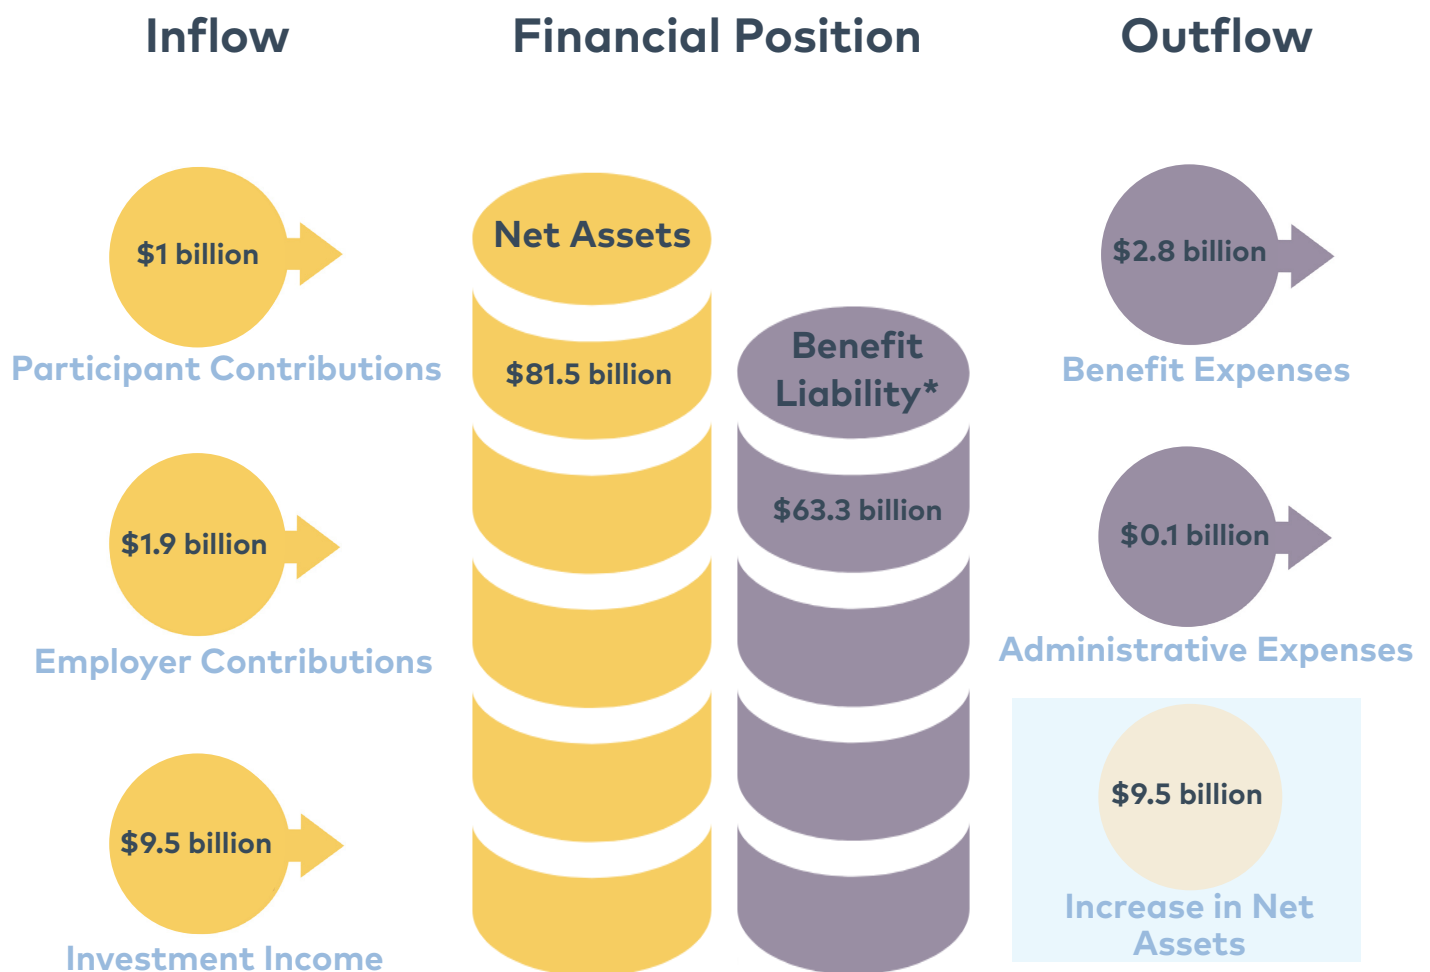 Inflow
Financial Position
Outflow
$1 billion
Participant Contributions
$1.9 billion
Employer Contributions
$9.5 billion
Investment Income
Net Assets
$81.5 billion
Benefit
Liability*
$63.3 billion
$2.8 billion
Benefit Expenses
$0.1 billion
Administrative Expenses
$9.5 billion
Increase in Net
Assets